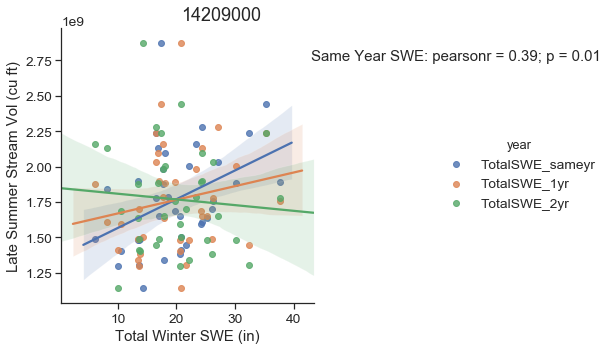 14209000
1e9
Same Year SWE: pearsonr = 0.39; p = 0.01
2.75
2.50
2.25
2.00
1.75
1.50
1.25
Late Summer Stream Vol (cu ft)
year
TotalSWE_sameyr
TotalSWE_1yr
TotalSWE_2yr
10
20
30
40
Total Winter SWE (in)